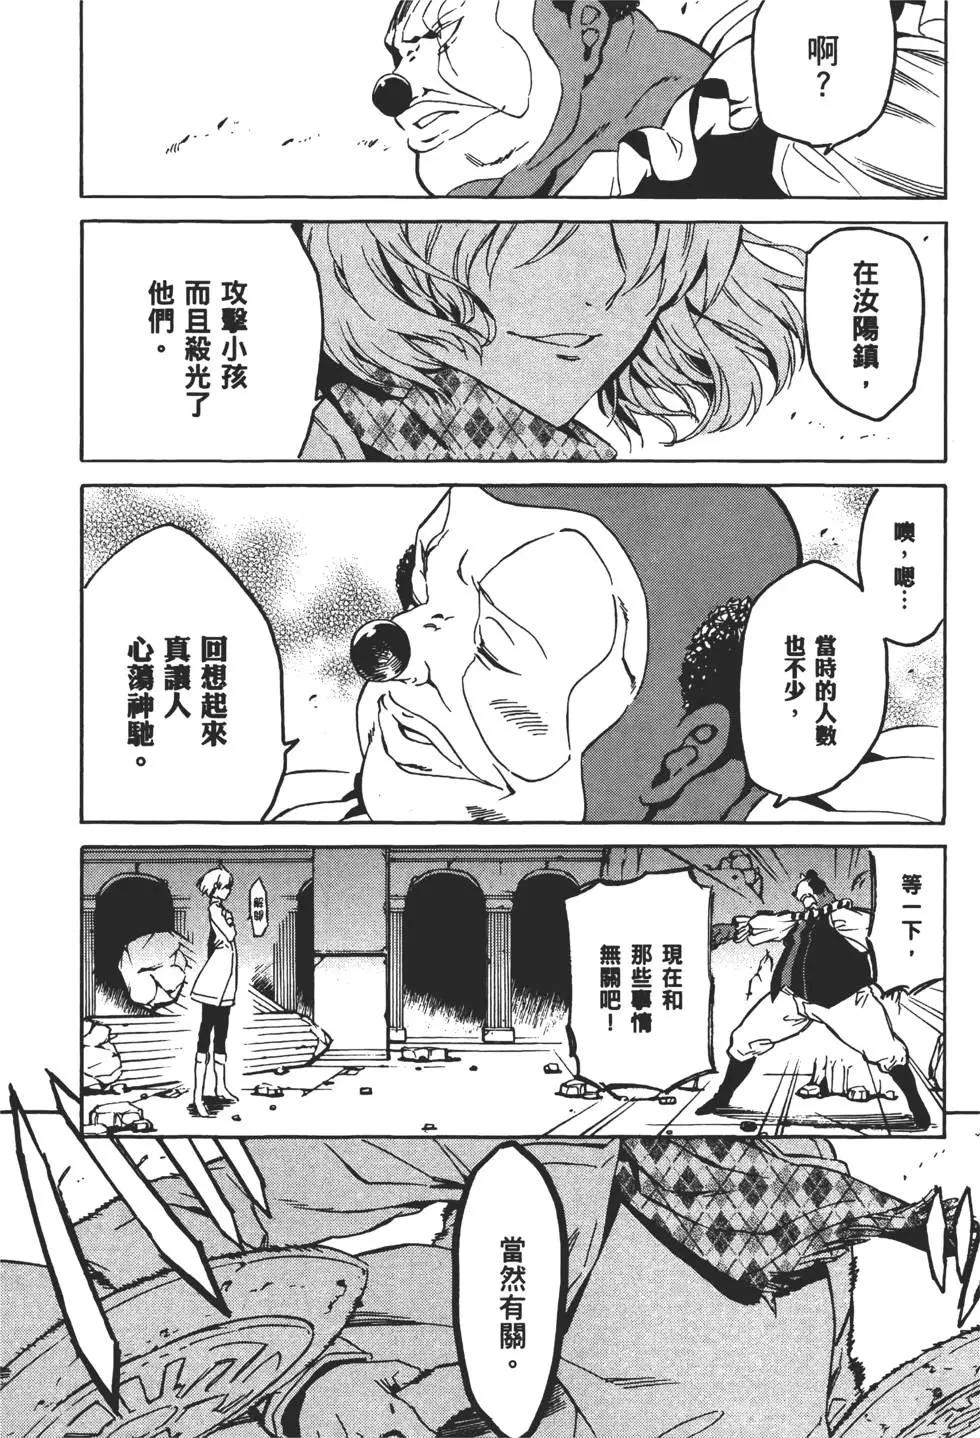 啊？
在汝陽鎮，
攻擊小孩
而且殺光了
他們。
噢，嗯…
當時的人數
也不少，
回想起來
真讓人
心蕩神馳。
等一下，
現在和
那些事情
無關吧！
解聊
當然有關。